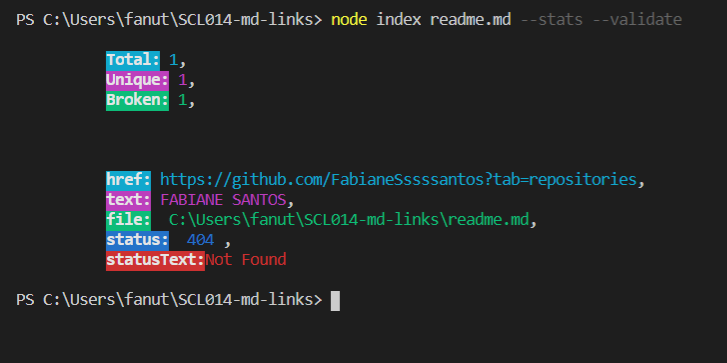 PS C:\Users\fanut\SCL014-md-links> node index readme.md --stats --validate
Total: 1,
Unique: 1,
Broken: 1,
href: https://github.com/FabianeSsssssantos?tab=repositories,
text: FABIANE SANTOS,
file:  C:\Users\fanut\SCL014-md-links\readme.md,
status:  404 ,
statusText:Not Found
PS C:\Users\fanut\SCL014-md-links>